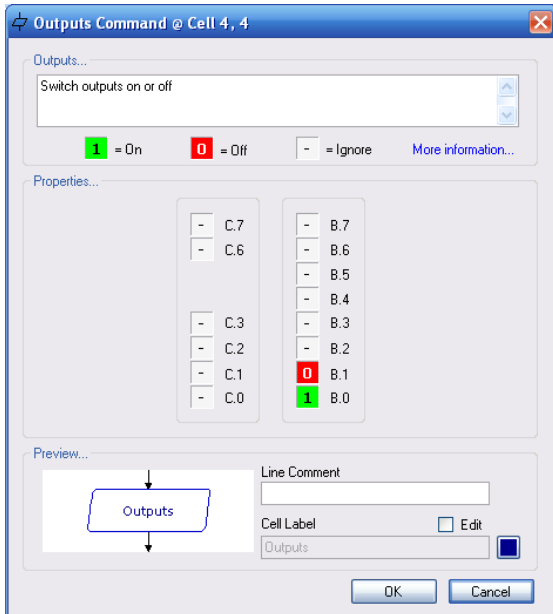 Outputs Command @ Cell 4, 4
Outputs...
Switch outputs on or off
1 = On 0 = Off - = Ignore More information...
Properties...
- C.7 - B.7
- C.6 - B.6
- B.5
- B.4
- C.3 - B.3
- C.2 - B.2
- C.1 0 B.1
- C.0 1 B.0
Preview...
Line Comment
Outputs
Cell Label Edit
Outputs
OK Cancel